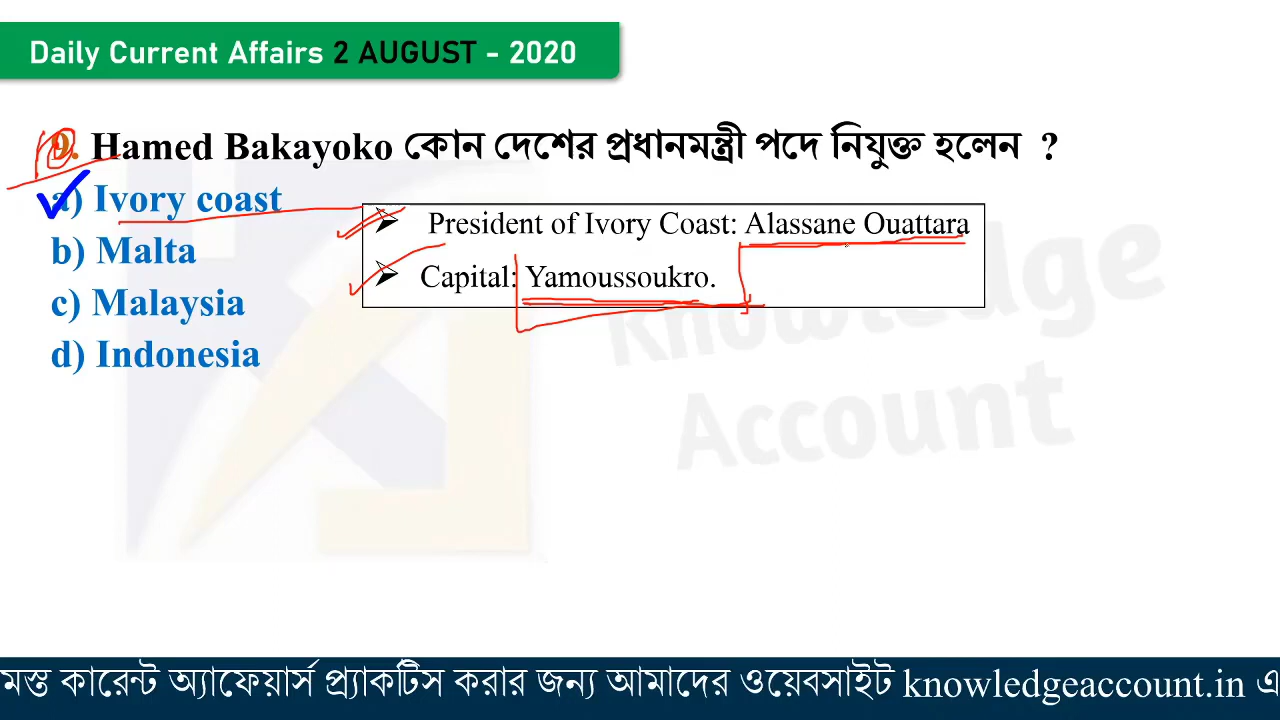 Daily Current Affairs 2 AUGUST - 2020
9. Hamed Bakayoko কোন দেশের প্রধানমন্ত্রী পদে নিযুক্ত হলেন ?
a) Ivory coast
➢ President of Ivory Coast: Alassane Ouattara
b) Malta
➢ Capital: Yamoussoukro.
c) Malaysia
d) Indonesia
Knowledge
Account
মস্ত কারেন্ট অ্যাফেয়ার্স প্র্যাকটিস করার জন্য আমাদের ওয়েবসাইট knowledgeaccount.in এ